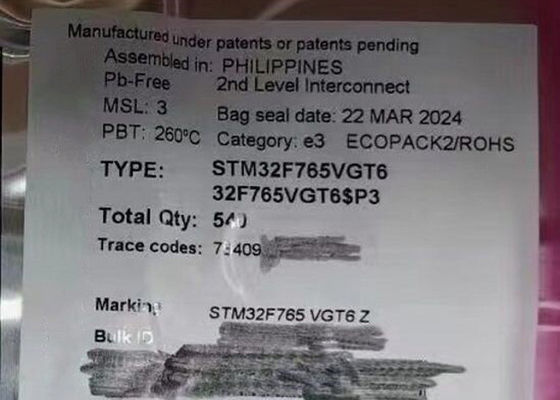 Manufactured under patents or patents pending
Assembled in: PHILIPPINES
Pb-Free 2nd Level Interconnect
MSL: 3 Bag seal date: 22 MAR 2024
PBT: 260°C Category: e3 ECOPACK2/ROHS
TYPE: STM32F765VGT6
32F765VGT6$P3
Total Qty: 540
Trace codes:
Marking STM32F765 VGT6 Z
Bulk ID